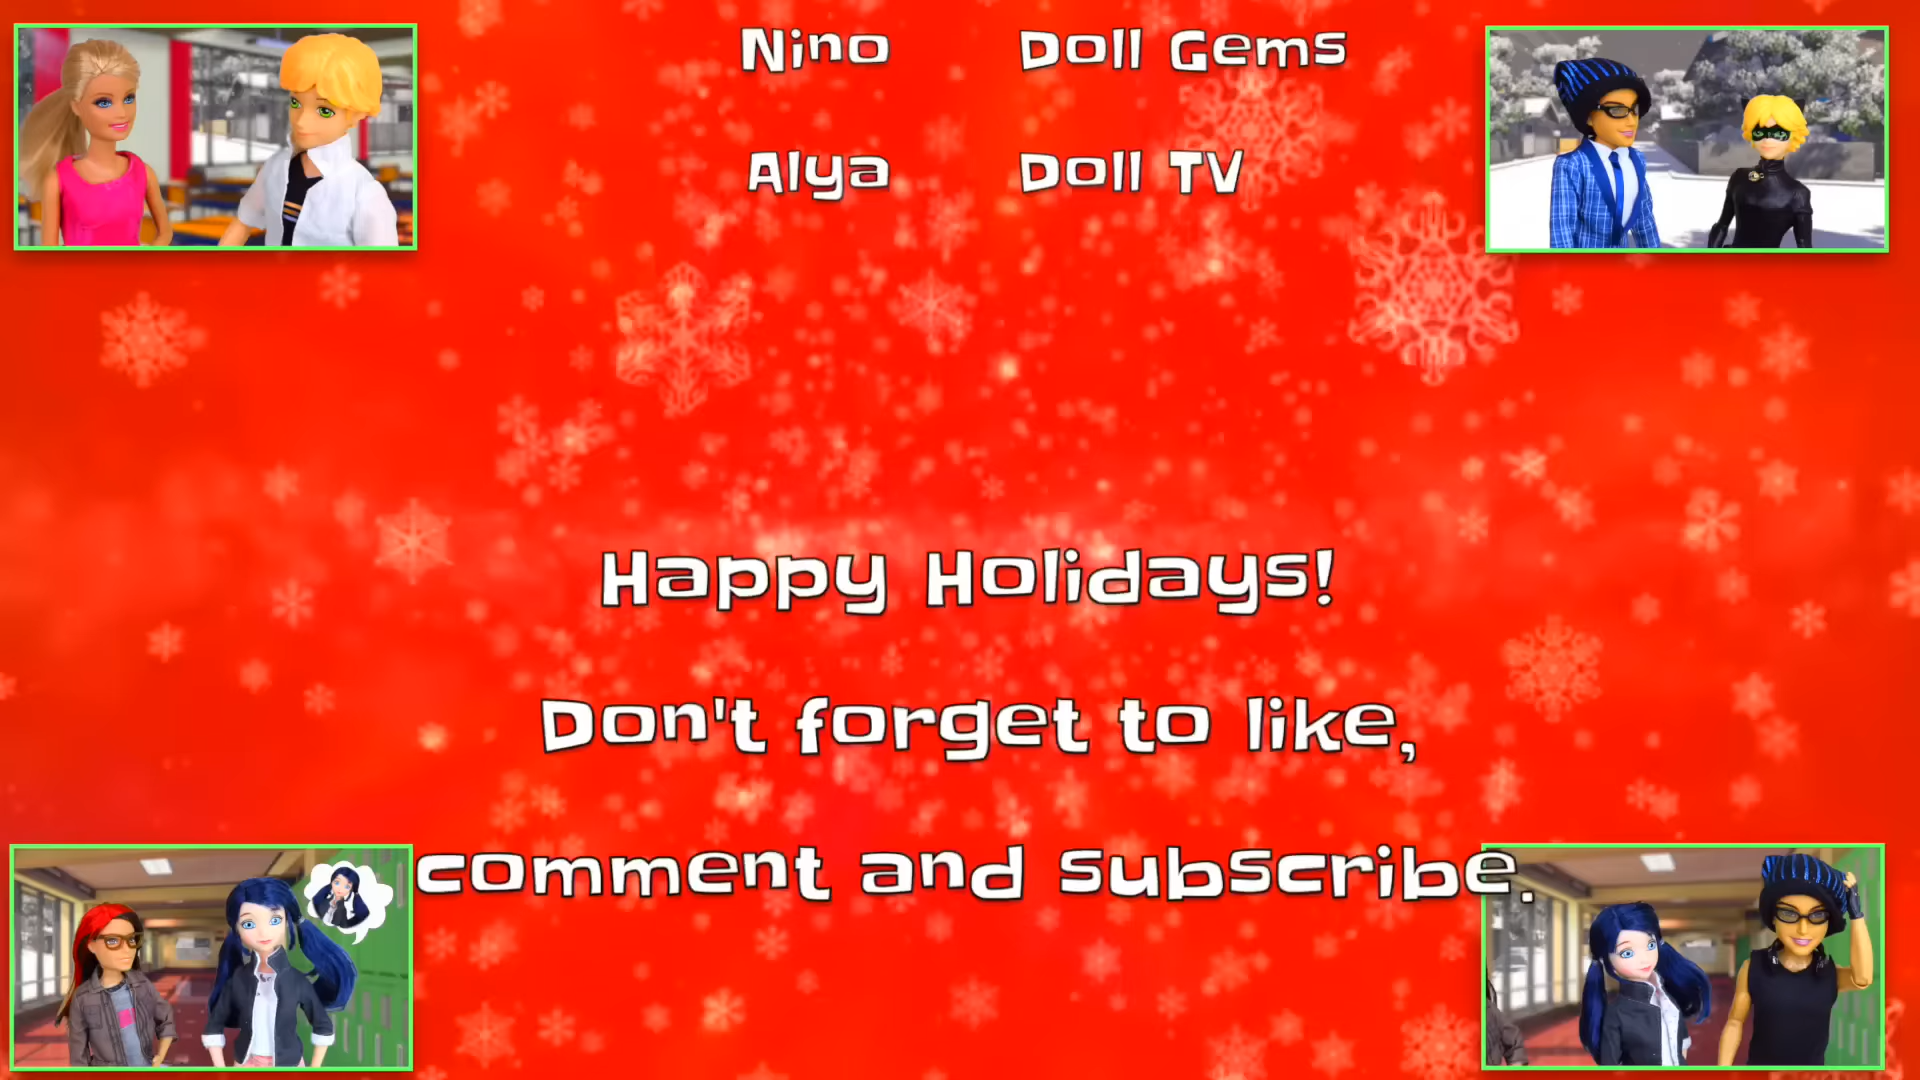 Nino Doll Gems
Alya Doll TV
Happy Holidays!
Don't forget to like,
comment and subscribe.